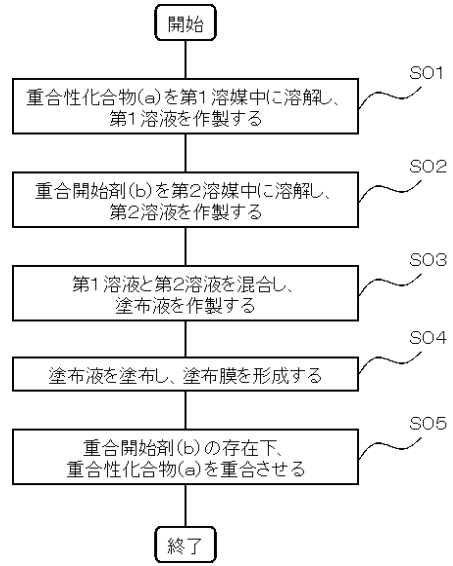 開始
S01
重合性化合物(a)を第1溶媒中に溶解し、
第1溶液を作製する
S02
重合開始剤(b)を第2溶媒中に溶解し、
第2溶液を作製する
S03
第1溶液と第2溶液を混合し、
塗布液を作製する
S04
塗布液を塗布し、塗布膜を形成する
S05
重合開始剤(b)の存在下、
重合性化合物(a)を重合させる
終了